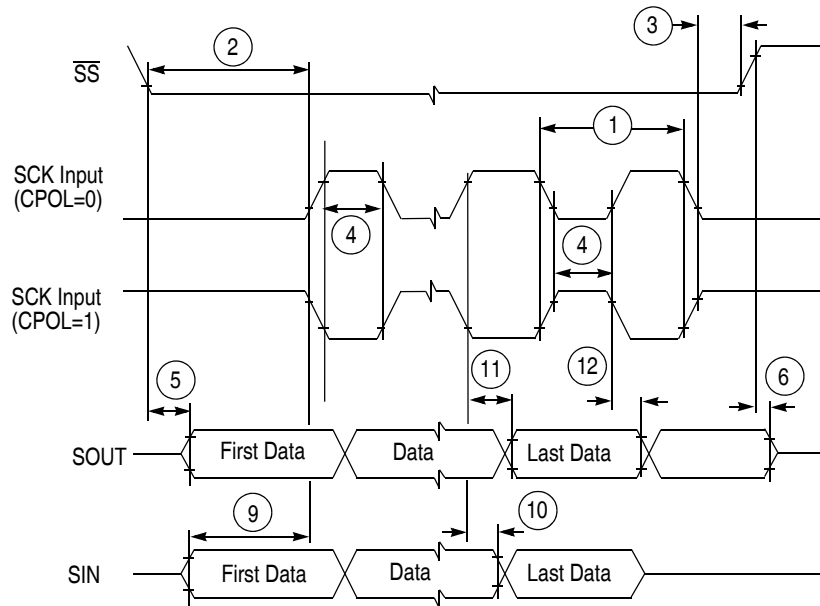 3
2
SS
1
SCK Input
(CPOL=0)
4
4
SCK Input
(CPOL=1)
5
11
12
6
SOUT
First Data
Data
Last Data
9
10
SIN
First Data
Data
Last Data